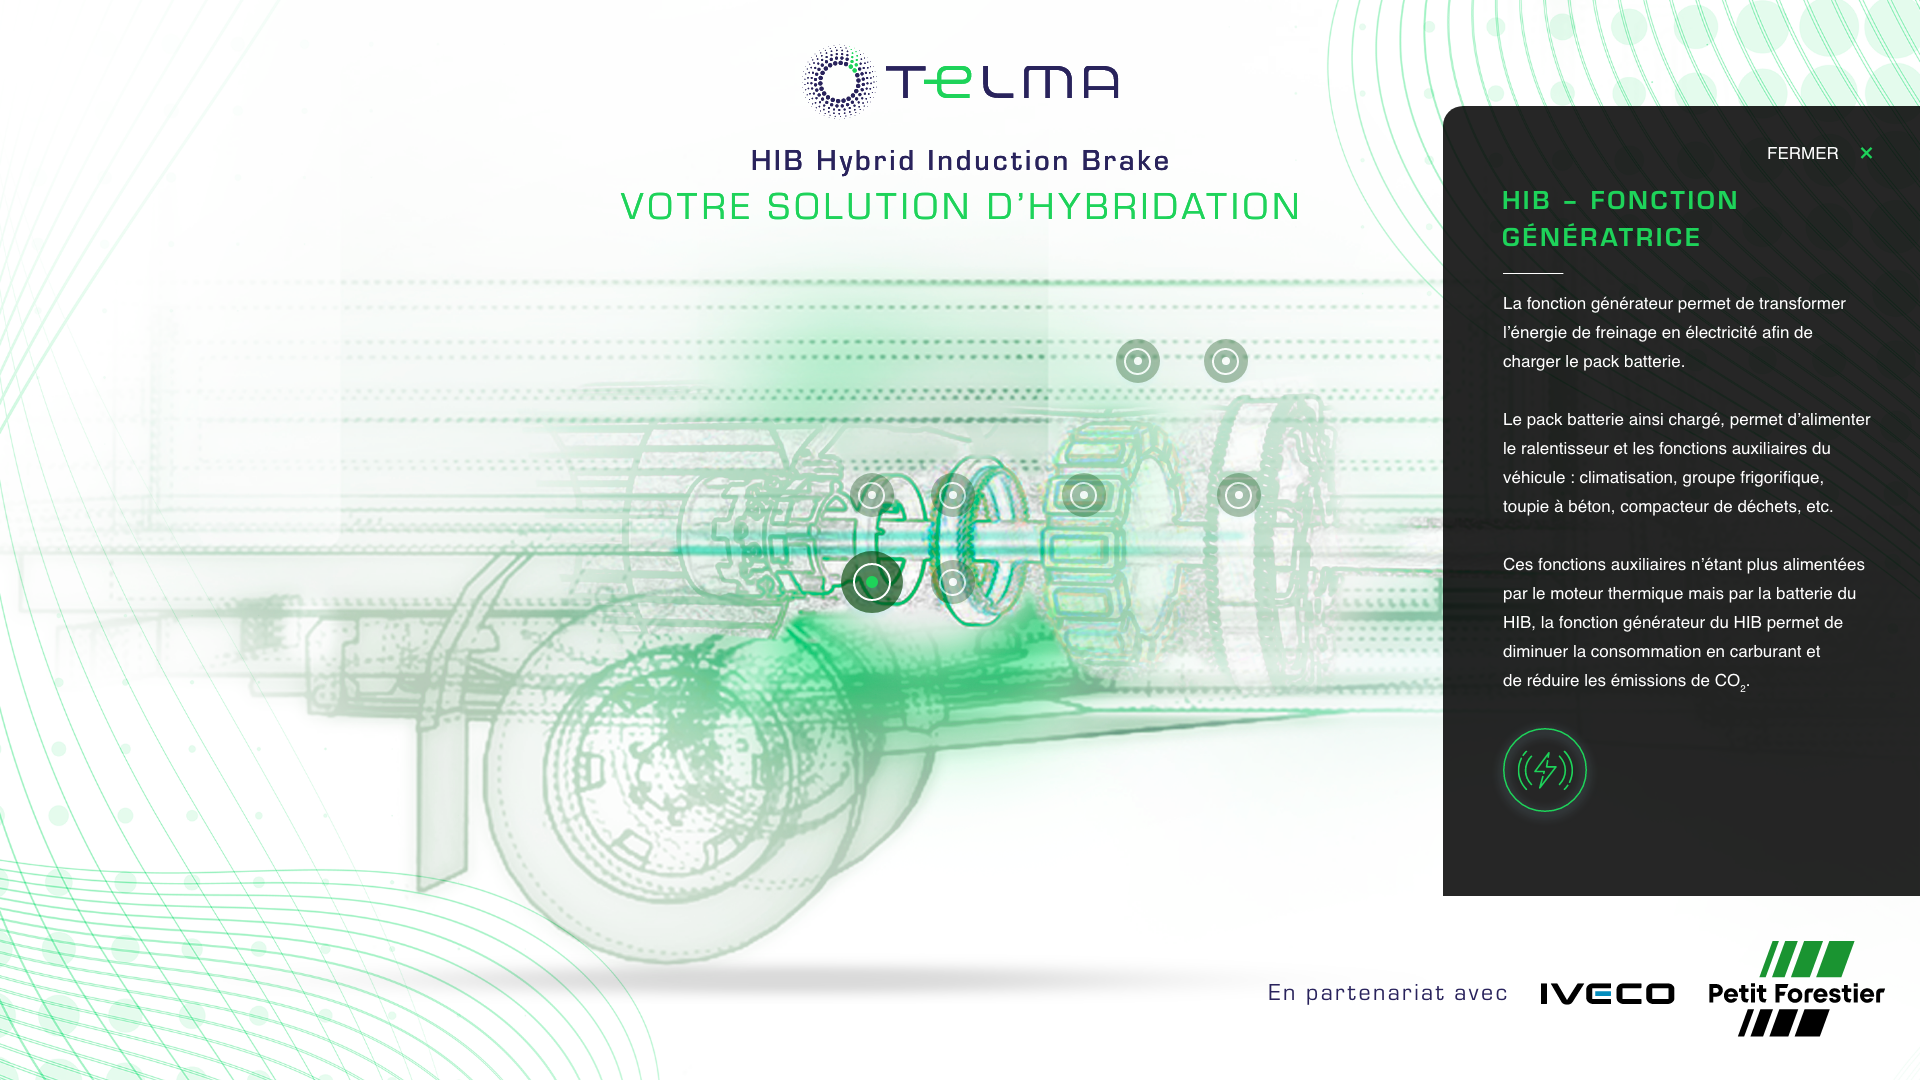 TELMA
HIB Hybrid Induction Brake
VOTRE SOLUTION D’HYBRIDATION
FERMER ×
HIB – FONCTION
GÉNÉRATRICE
La fonction générateur permet de transformer
l’énergie de freinage en électricité afin de
charger le pack batterie.
Le pack batterie ainsi chargé, permet d’alimenter
le ralentisseur et les fonctions auxiliaires du
véhicule : climatisation, groupe frigorifique,
toupie à béton, compacteur de déchets, etc.
Ces fonctions auxiliaires n’étant plus alimentées
par le moteur thermique mais par la batterie du
HIB, la fonction générateur du HIB permet de
diminuer la consommation en carburant et
de réduire les émissions de CO₂.
En partenariat avec
IVECO
Petit Forestier